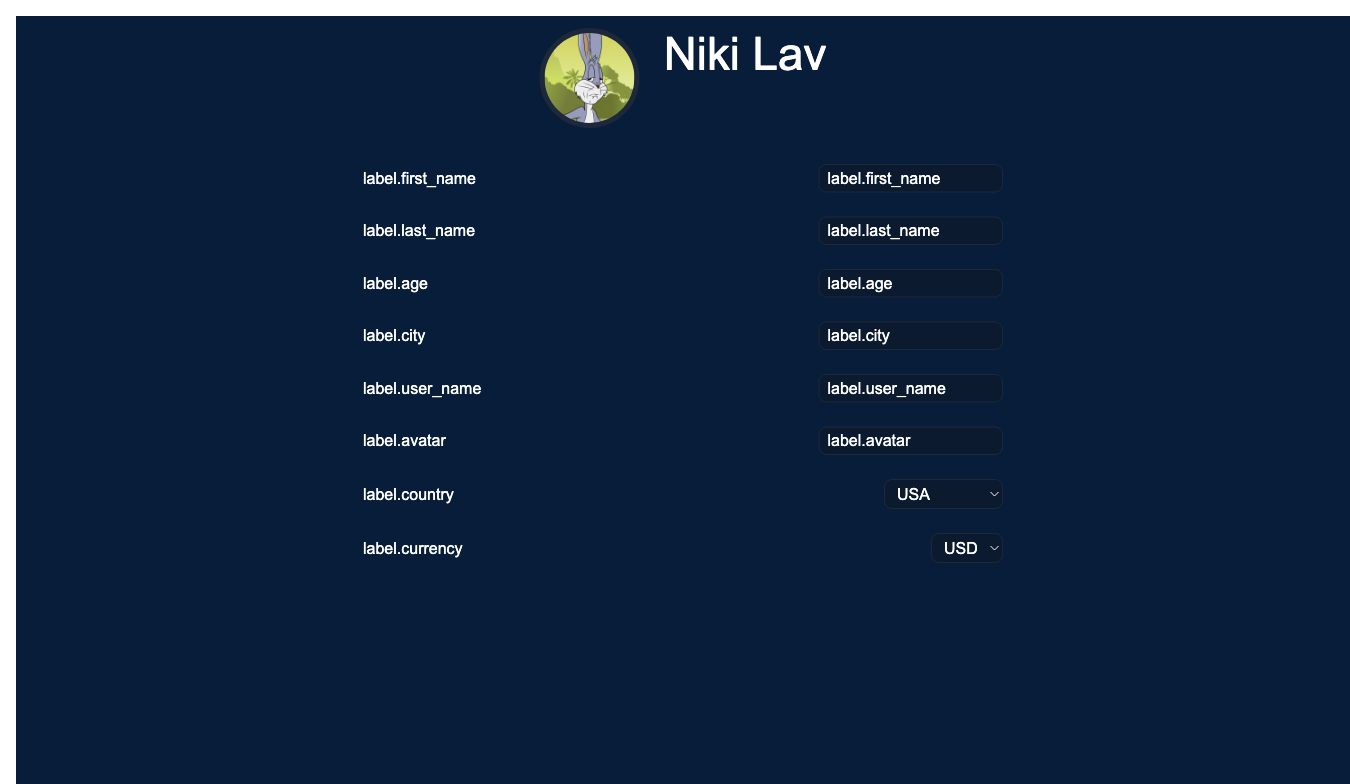 Niki Lav
label.first_name label.first_name
label.last_name label.last_name
label.age label.age
label.city label.city
label.user_name label.user_name
label.avatar label.avatar
label.country USA
label.currency USD